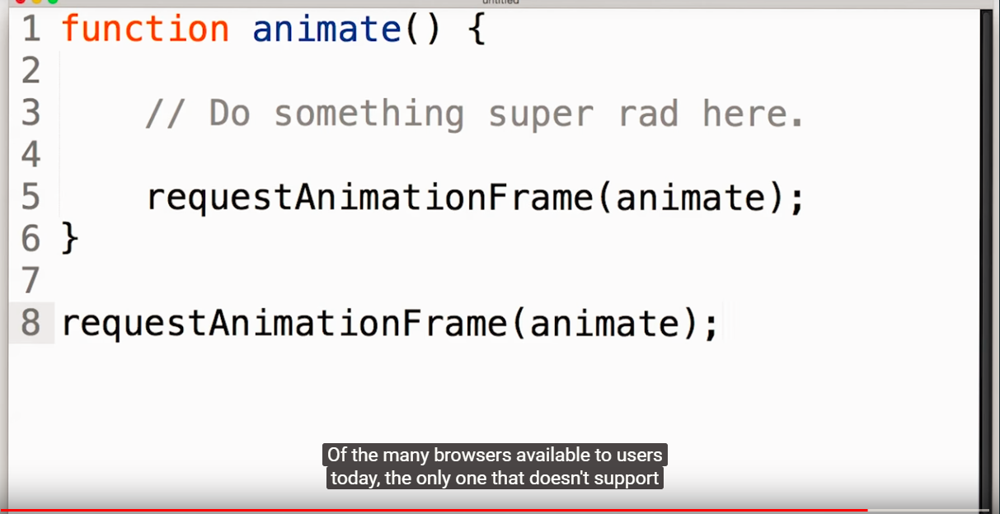 untitled
1 function animate() {
2
3 // Do something super rad here.
4
5 requestAnimationFrame(animate);
6 }
7
8 requestAnimationFrame(animate);
Of the many browsers available to users
today, the only one that doesn't support